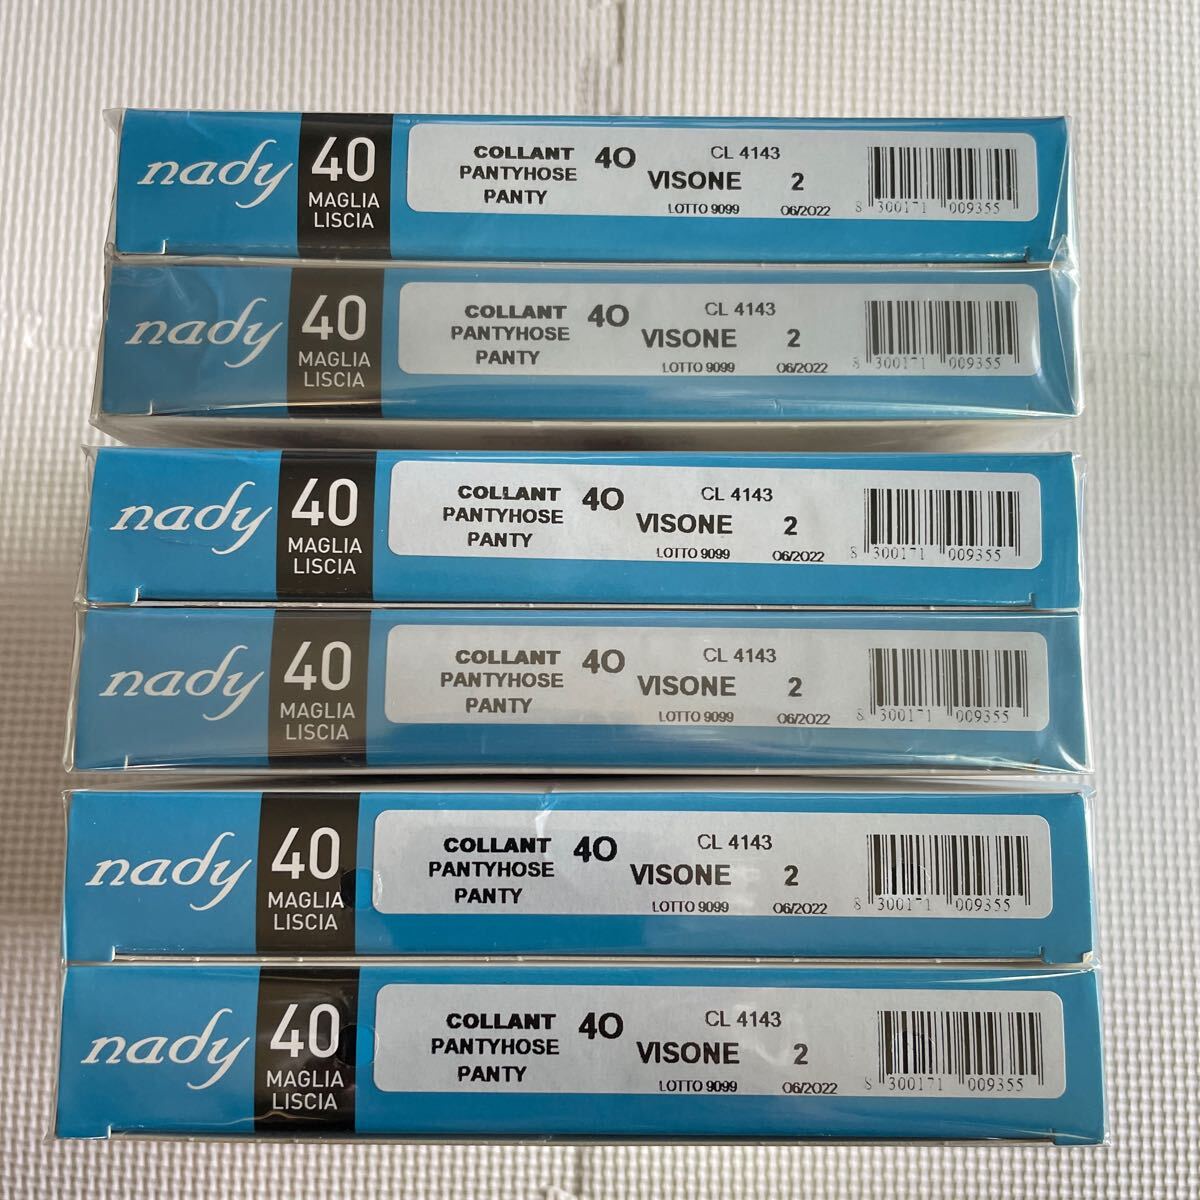 nady
40
MAGLIA
LISCIA
COLLANT 40 CL 4143
PANTYHOSE VISONE 2
PANTY LOTTO 9099 06/2022
8 300171 009355
nady
40
MAGLIA
LISCIA
COLLANT 40 CL 4143
PANTYHOSE VISONE 2
PANTY LOTTO 9099 06/2022
8 300171 009355
nady
40
MAGLIA
LISCIA
COLLANT 40 CL 4143
PANTYHOSE VISONE 2
PANTY LOTTO 9099 06/2022
8 300171 009355
nady
40
MAGLIA
LISCIA
COLLANT 40 CL 4143
PANTYHOSE VISONE 2
PANTY LOTTO 9099 06/2022
8 300171 009355
nady
40
MAGLIA
LISCIA
COLLANT 40 CL 4143
PANTYHOSE VISONE 2
PANTY LOTTO 9099 06/2022
8 300171 009355
nady
40
MAGLIA
LISCIA
COLLANT 40 CL 4143
PANTYHOSE VISONE 2
PANTY LOTTO 9099 06/2022
8 300171 009355